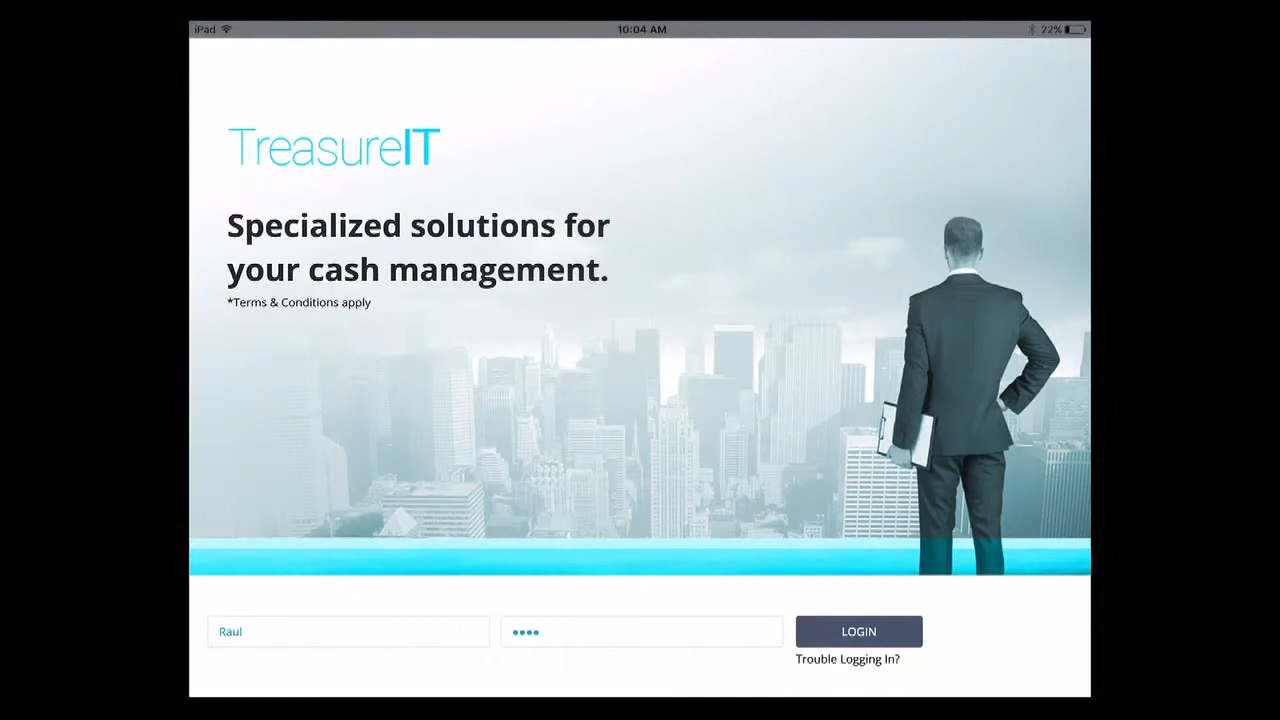 iPad 10:04 AM 22%
TreasureIT
Specialized solutions for
your cash management.
*Terms & Conditions apply
Raul •••• LOGIN
Trouble Logging In?